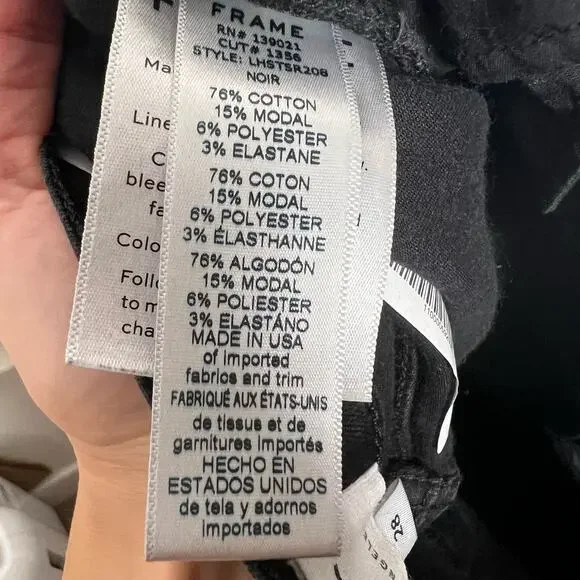 FRAME
RN# 139021
CUT# 1356
STYLE: LHSTSR208
NOIR
76% COTTON
15% MODAL
6% POLYESTER
3% ELASTANE
76% COTON
15% MODAL
6% POLYESTER
3% ÉLASTHANNE
76% ALGODÓN
15% MODAL
6% POLIESTER
3% ELASTÁNO
MADE IN USA
of imported
fabrics and trim
FABRIQUÉ AUX ÉTATS-UNIS
de tissus et de
garnitures importés
HECHO EN
ESTADOS UNIDOS
de tela y adornos
importados
to
28